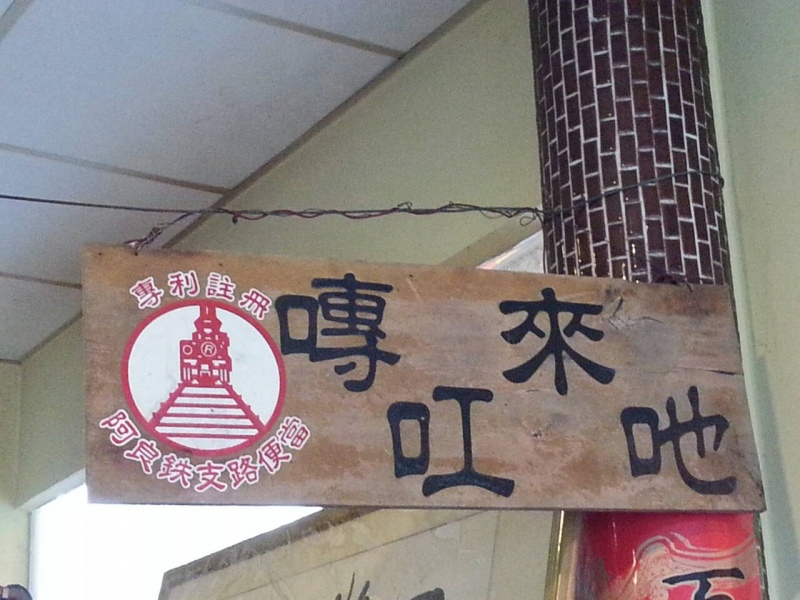 專利註冊
阿良鉄支路便當
來
叿 吔